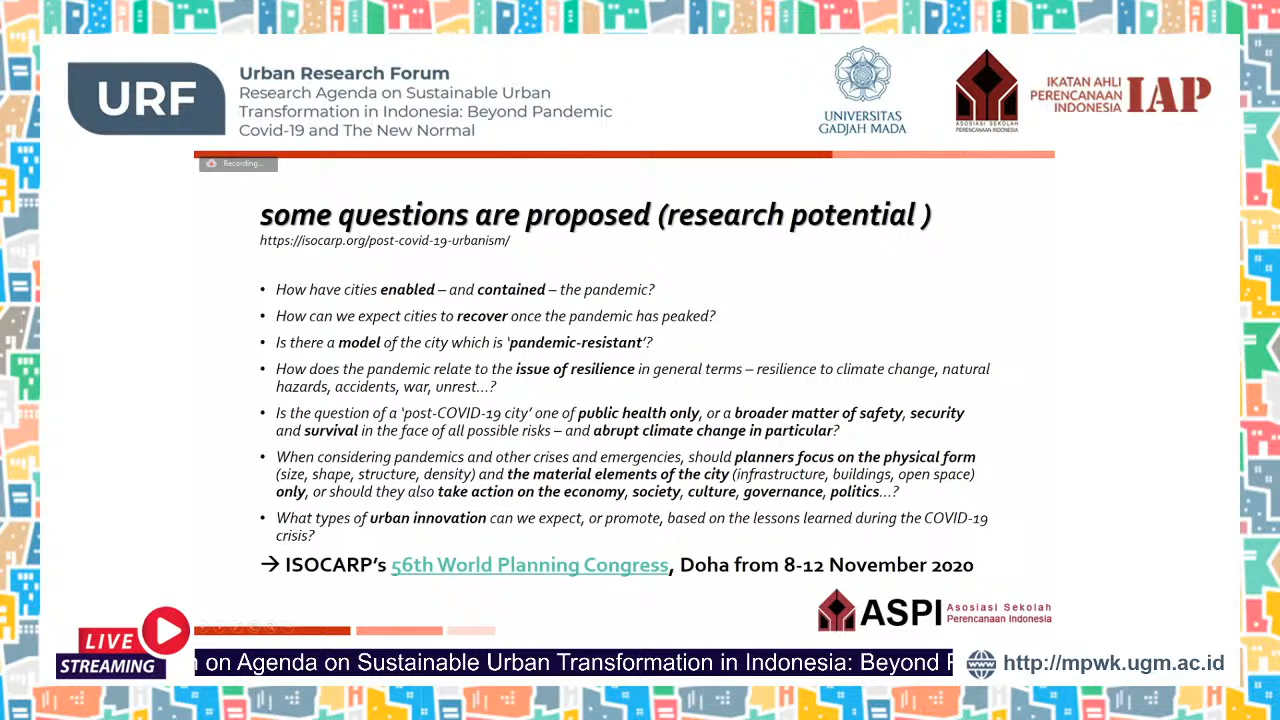 URF
Urban Research Forum
Research Agenda on Sustainable Urban
Transformation in Indonesia: Beyond Pandemic
Covid-19 and The New Normal
UNIVERSITAS
GADJAH MADA
ASOSIASI SEKOLAH
PERENCANAAN INDONESIA
IKATAN AHLI
PERENCANAAN
INDONESIA
IAP
Recording...
some questions are proposed (research potential )
https://isocarp.org/post-covid-19-urbanism/
• How have cities enabled – and contained – the pandemic?
• How can we expect cities to recover once the pandemic has peaked?
• Is there a model of the city which is ‘pandemic-resistant’?
• How does the pandemic relate to the issue of resilience in general terms – resilience to climate change, natural
hazards, accidents, war, unrest…?
• Is the question of a ‘post-COVID-19 city’ one of public health only, or a broader matter of safety, security
and survival in the face of all possible risks – and abrupt climate change in particular?
• When considering pandemics and other crises and emergencies, should planners focus on the physical form
(size, shape, structure, density) and the material elements of the city (infrastructure, buildings, open space)
only, or should they also take action on the economy, society, culture, governance, politics…?
• What types of urban innovation can we expect, or promote, based on the lessons learned during the COVID-19
crisis?
→ ISOCARP’s 56th World Planning Congress, Doha from 8-12 November 2020
ASPI
Asosiasi Sekolah
Perencanaan Indonesia
LIVE
STREAMING
on Agenda on Sustainable Urban Transformation in Indonesia: Beyond
http://mpwk.ugm.ac.id